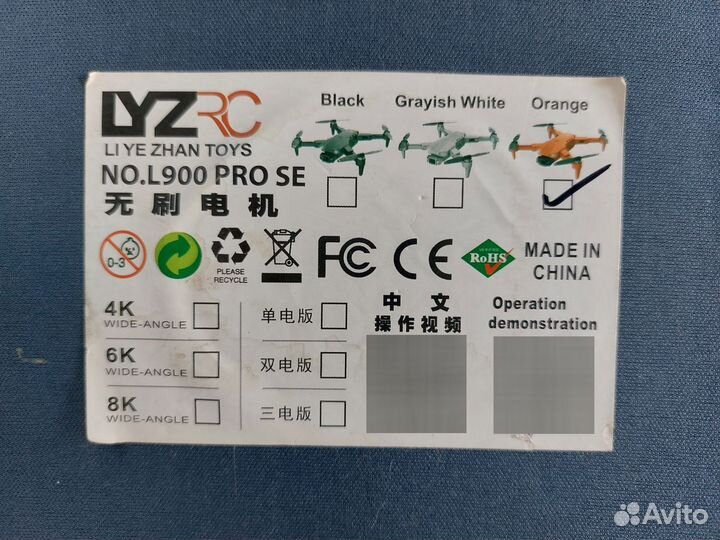 LYZRC
LI YE ZHAN TOYS
NO.L900 PRO SE
无刷电机
Black
Grayish White
Orange
0-3
PLEASE
RECYCLE
FC
CE
RoHS
MADE IN
CHINA
4K
WIDE-ANGLE
6K
WIDE-ANGLE
8K
WIDE-ANGLE
单电版
双电版
三电版
中文
操作视频
Operation
demonstration
Avito